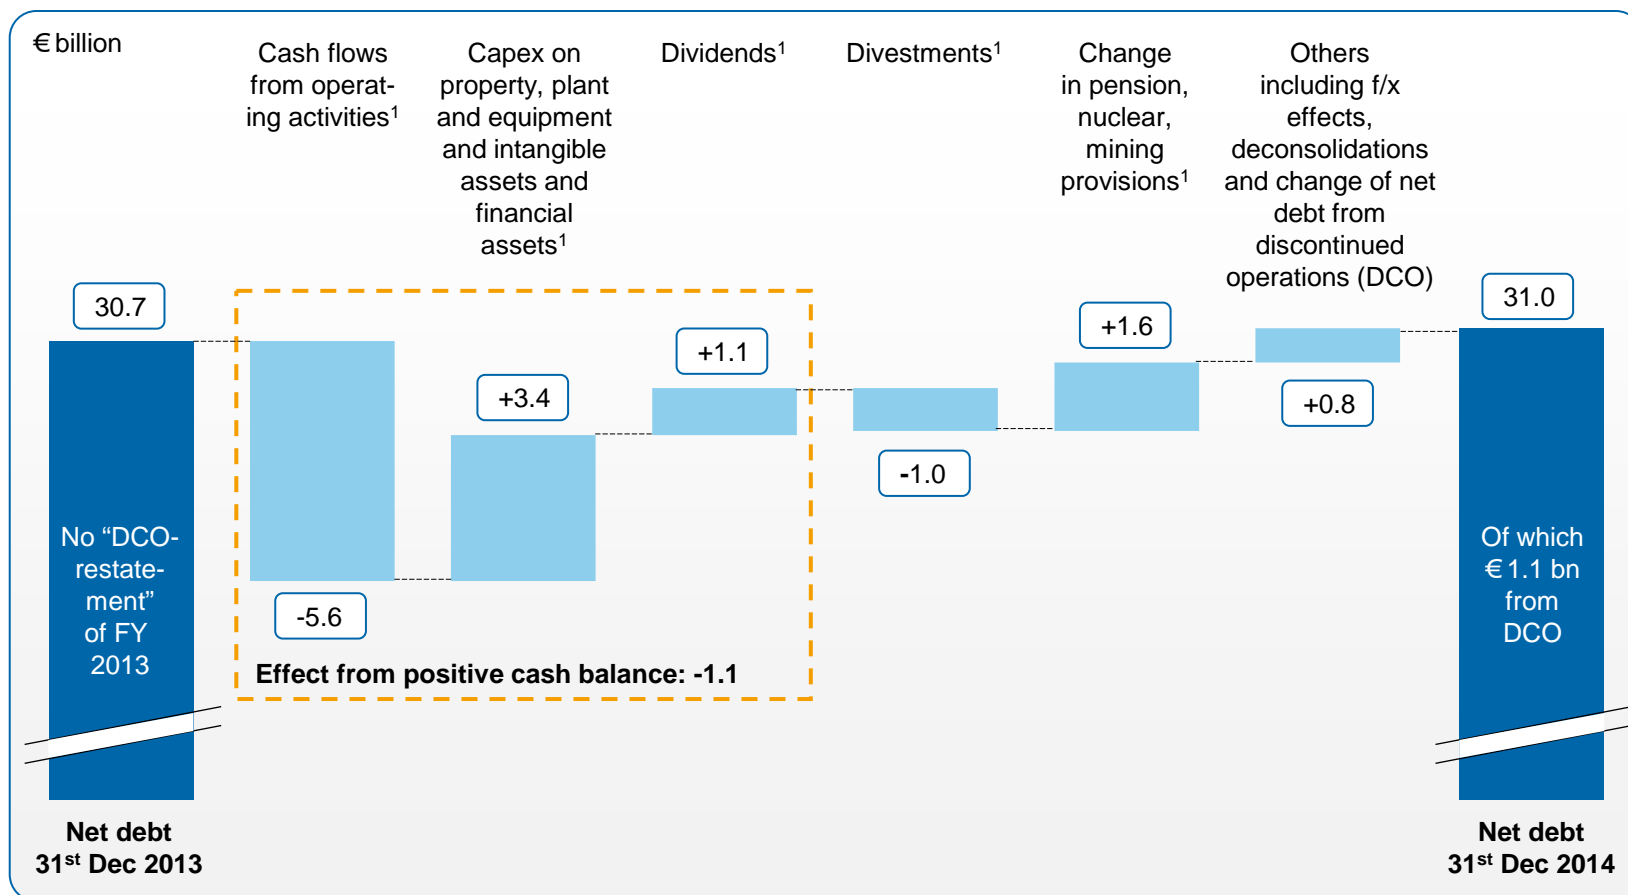 € billion
Cash flows
from operat-
ing activities¹
Capex on
property, plant
and equipment
and intangible
assets and
financial
assets¹
Dividends¹
Divestments¹
Change
in pension,
nuclear,
mining
provisions¹
Others
including f/x
effects,
deconsolidations
and change of net
debt from
discontinued
operations (DCO)
30.7
-5.6
+3.4
+1.1
-1.0
+1.6
+0.8
31.0
No “DCO-
restate-
ment”
of FY
2013
Effect from positive cash balance: -1.1
Of which
€ 1.1 bn
from
DCO
Net debt
31st Dec 2013
Net debt
31st Dec 2014